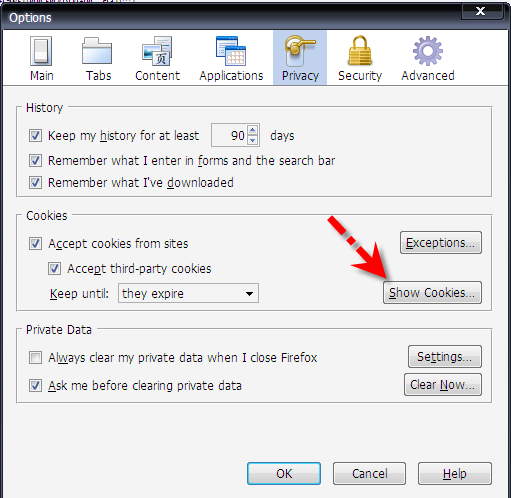 Options
Main Tabs Content Applications Privacy Security Advanced
History
Keep my history for at least 90 days
Remember what I enter in forms and the search bar
Remember what I've downloaded
Cookies
Accept cookies from sites Exceptions...
Accept third-party cookies
Keep until: they expire Show Cookies...
Private Data
Always clear my private data when I close Firefox Settings...
Ask me before clearing private data Clear Now...
OK Cancel Help